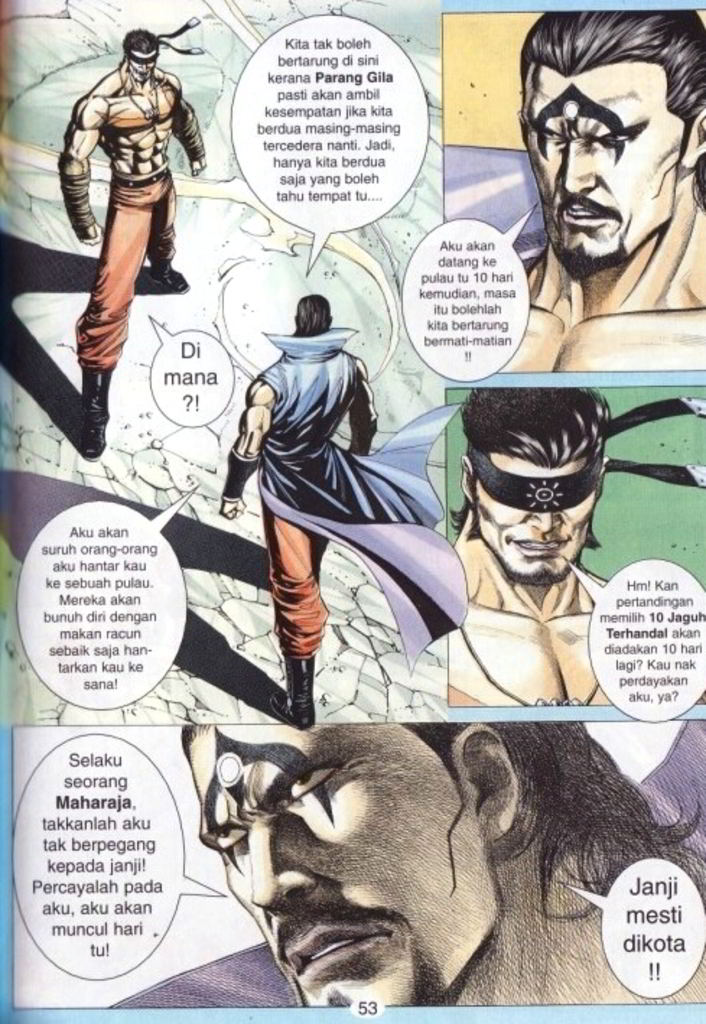 Kita tak boleh
bertarung di sini
kerana Parang Gila
pasti akan ambil
kesempatan jika kita
berdua masing-masing
tercedera nanti. Jadi,
hanya kita berdua
saja yang boleh
tahu tempat tu....
Di
mana
?!
Aku akan
suruh orang-orang
aku hantar kau
ke sebuah pulau.
Mereka akan
bunuh diri dengan
makan racun
sebaik saja han-
tarkan kau ke
sana!
Aku akan
datang ke
pulau tu 10 hari
kemudian, masa
itu bolehlah
kita bertarung
bermati-matian
!!
Hm! Kan
pertandingan
memilih 10 Jaguh
Terhandal akan
diadakan 10 hari
lagi? Kau nak
perdayakan
aku, ya?
Selaku
seorang
Maharaja,
takkanlah aku
tak berpegang
kepada janji!
Percayalah pada
aku, aku akan
muncul hari
tu!
Janji
mesti
dikota
!!
53